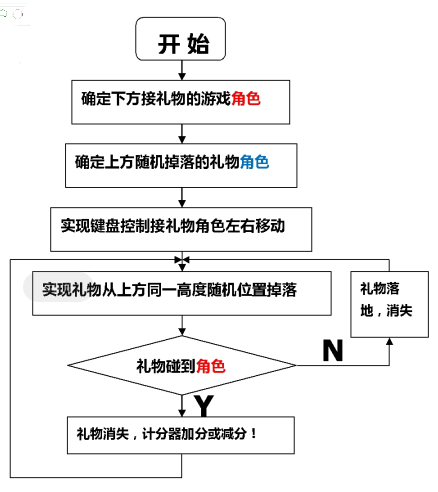 开 始
确定下方接礼物的游戏角色
确定上方随机掉落的礼物角色
实现键盘控制接礼物角色左右移动
实现礼物从上方同一高度随机位置掉落
礼物落
地，消失
礼物碰到角色
N
Y
礼物消失，计分器加分或减分！